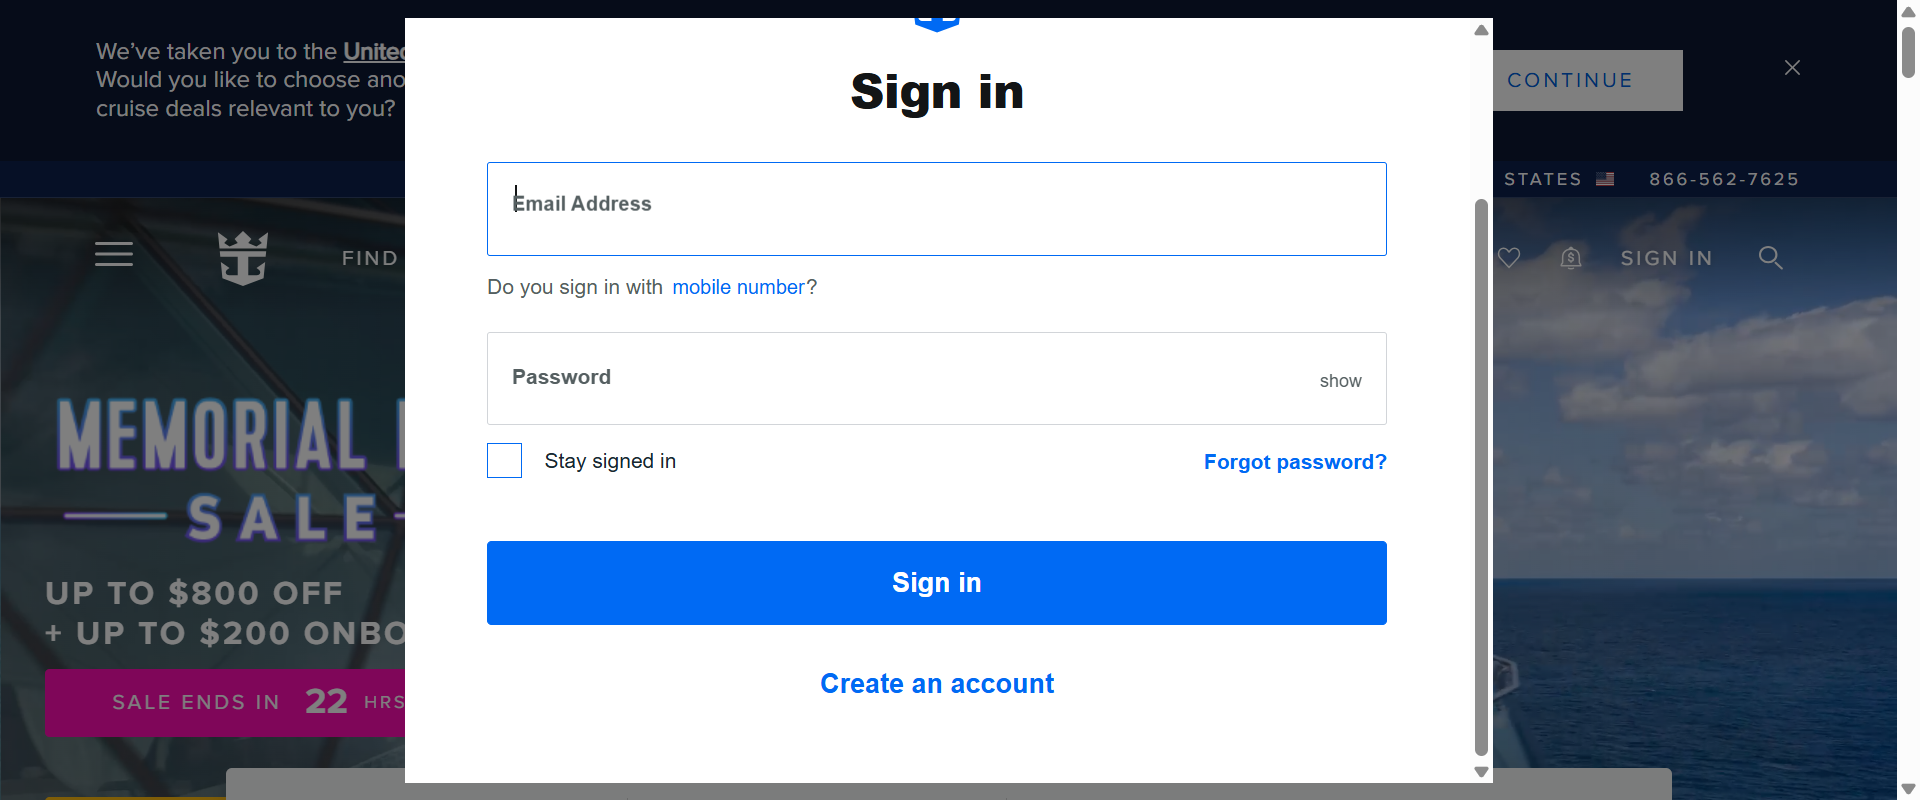 We've taken you to the United
Would you like to choose ano
cruise deals relevant to you?
CONTINUE
STATES
866-562-7625
FIND
SIGN IN
MEMORIAL
SALE
UP TO $800 OFF
+ UP TO $200 ONBO
SALE ENDS IN 22 HRS
Sign in
Email Address
Do you sign in with mobile number?
Password
show
Stay signed in
Forgot password?
Sign in
Create an account